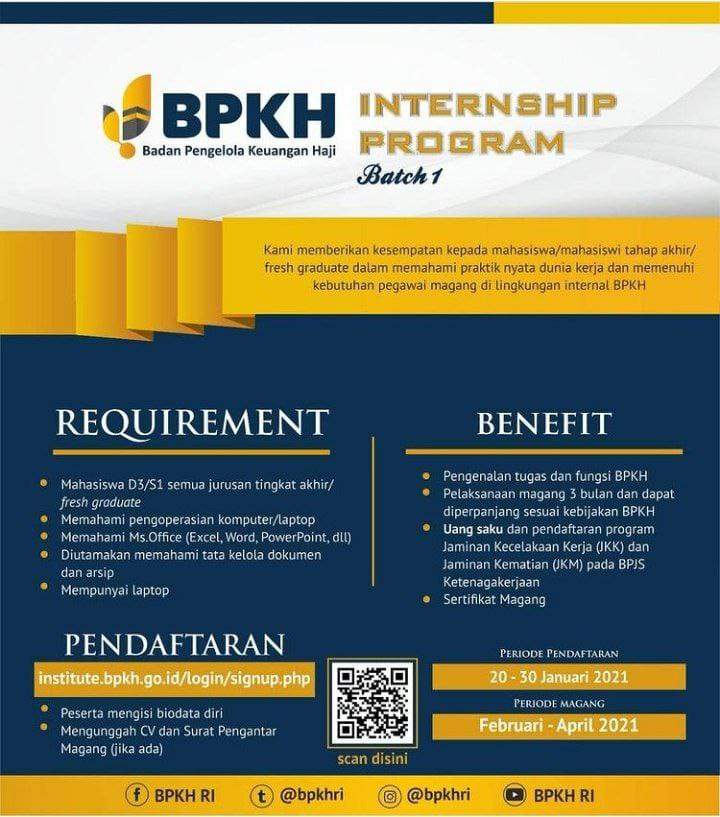 BPKH
Badan Pengelola Keuangan Haji
INTERNSHIP
PROGRAM
Batch 1
Kami memberikan kesempatan kepada mahasiswa/mahasiswi tahap akhir/
fresh graduate dalam memahami praktik nyata dunia kerja dan memenuhi
kebutuhan pegawai magang di lingkungan internal BPKH
REQUIREMENT
• Mahasiswa D3/S1 semua jurusan tingkat akhir/
fresh graduate
• Memahami pengoperasian komputer/laptop
• Memahami Ms.Office (Excel, Word, PowerPoint, dll)
• Diutamakan memahami tata kelola dokumen
dan arsip
• Mempunyai laptop
BENEFIT
• Pengenalan tugas dan fungsi BPKH
• Pelaksanaan magang 3 bulan dan dapat
diperpanjang sesuai kebijakan BPKH
• Uang saku dan pendaftaran program
Jaminan Kecelakaan Kerja (JKK) dan
Jaminan Kematian (JKM) pada BPJS
Ketenagakerjaan
• Sertifikat Magang
PENDAFTARAN
institute.bpkh.go.id/login/signup.php
• Peserta mengisi biodata diri
• Mengunggah CV dan Surat Pengantar
Magang (jika ada)
scan disini
PERIODE PENDAFTARAN
20 - 30 Januari 2021
PERIODE MAGANG
Februari - April 2021
BPKH RI
@bpkhri
@bpkhri
BPKH RI